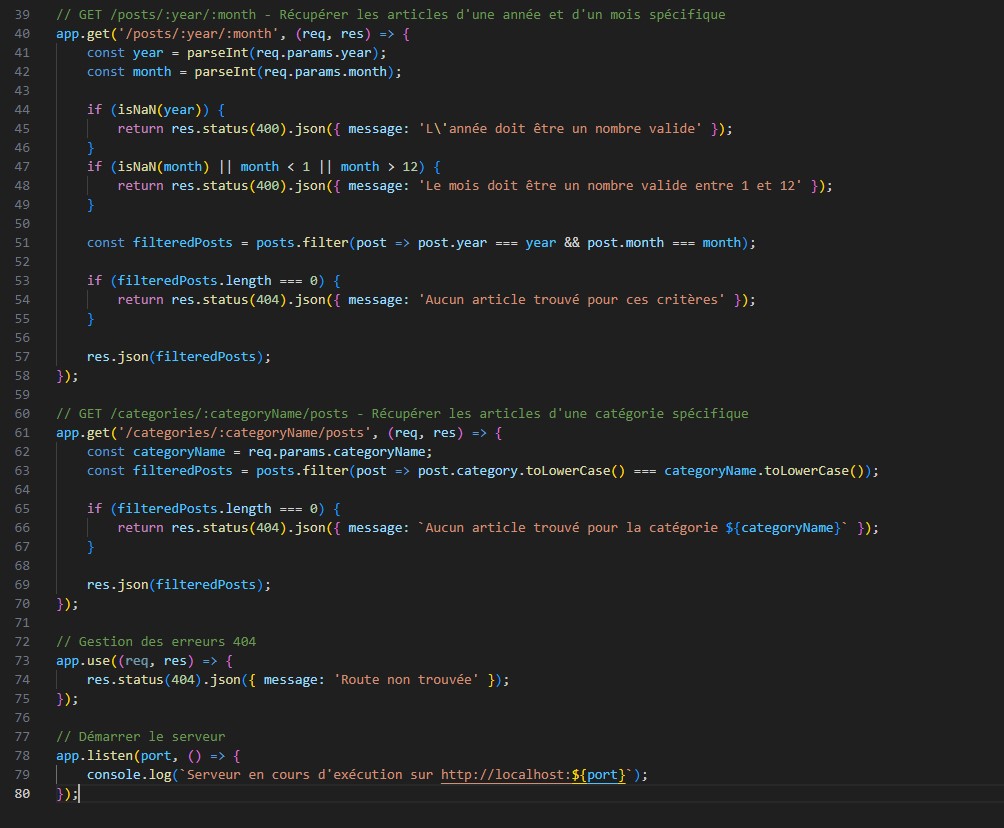 39 // GET /posts/:year/:month - Récupérer les articles d'une année et d'un mois spécifique
40 app.get('/posts/:year/:month', (req, res) => {
41     const year = parseInt(req.params.year);
42     const month = parseInt(req.params.month);
43
44     if (isNaN(year)) {
45         return res.status(400).json({ message: 'L\'année doit être un nombre valide' });
46     }
47     if (isNaN(month) || month < 1 || month > 12) {
48         return res.status(400).json({ message: 'Le mois doit être un nombre valide entre 1 et 12' });
49     }
50
51     const filteredPosts = posts.filter(post => post.year === year && post.month === month);
52
53     if (filteredPosts.length === 0) {
54         return res.status(404).json({ message: 'Aucun article trouvé pour ces critères' });
55     }
56
57     res.json(filteredPosts);
58 });
59
60 // GET /categories/:categoryName/posts - Récupérer les articles d'une catégorie spécifique
61 app.get('/categories/:categoryName/posts', (req, res) => {
62     const categoryName = req.params.categoryName;
63     const filteredPosts = posts.filter(post => post.category.toLowerCase() === categoryName.toLowerCase());
64
65     if (filteredPosts.length === 0) {
66         return res.status(404).json({ message: `Aucun article trouvé pour la catégorie ${categoryName}` });
67     }
68
69     res.json(filteredPosts);
70 });
71
72 // Gestion des erreurs 404
73 app.use((req, res) => {
74     res.status(404).json({ message: 'Route non trouvée' });
75 });
76
77 // Démarrer le serveur
78 app.listen(port, () => {
79     console.log(`Serveur en cours d'exécution sur http://localhost:${port}`);
80 });